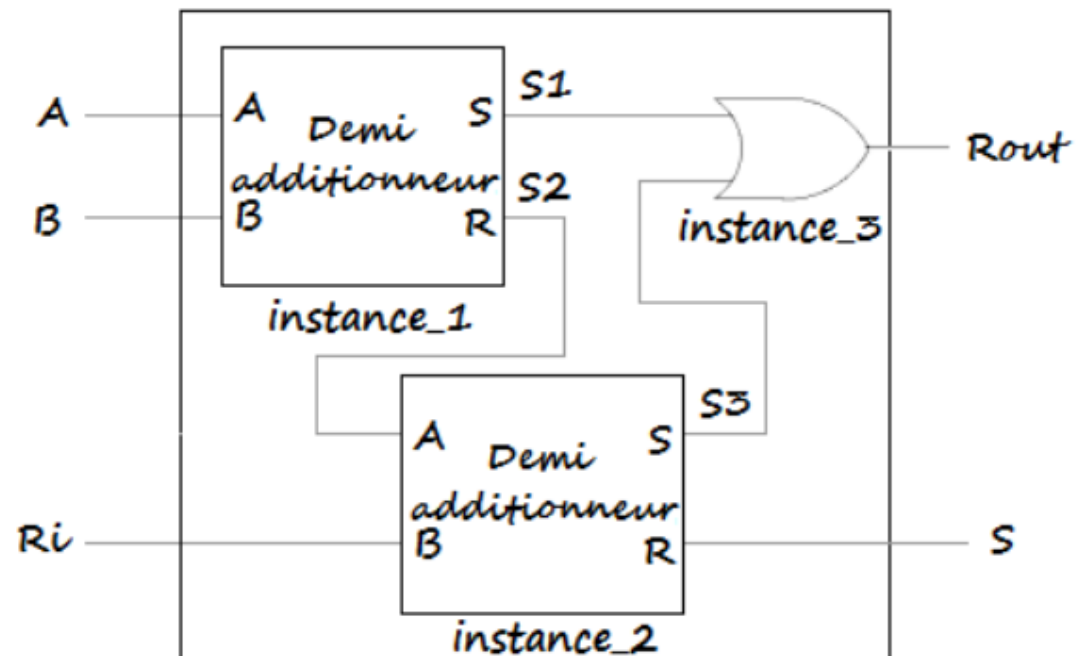 S1
A
A
Demi
S
Rout
additionneur
S2
B
B
R
instance_3
instance_1
S3
A
Demi
S
additionneur
Ri
B
R
S
instance_2